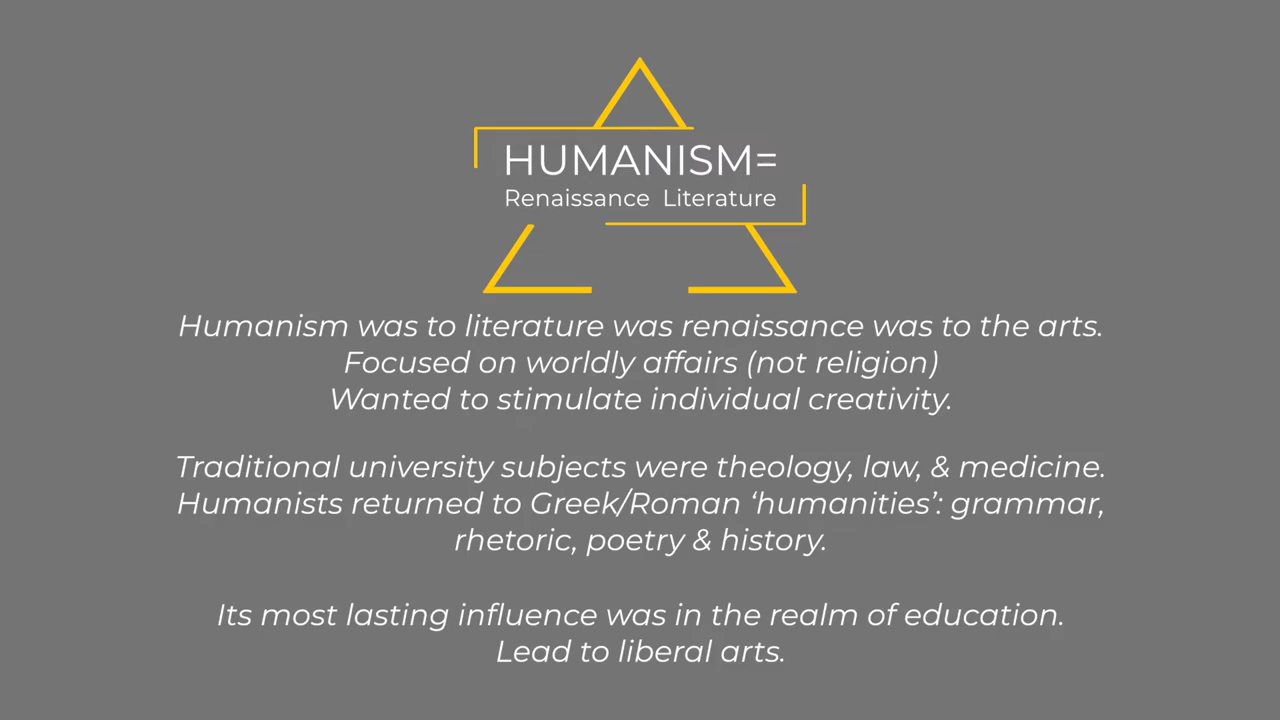 HUMANISM=
Renaissance Literature
Humanism was to literature was renaissance was to the arts.
Focused on worldly affairs (not religion)
Wanted to stimulate individual creativity.
Traditional university subjects were theology, law, & medicine.
Humanists returned to Greek/Roman ‘humanities’: grammar,
rhetoric, poetry & history.
Its most lasting influence was in the realm of education.
Lead to liberal arts.